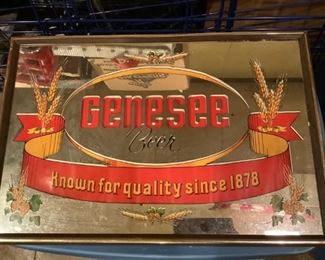 Genesee
Beer
Known for quality since 1878